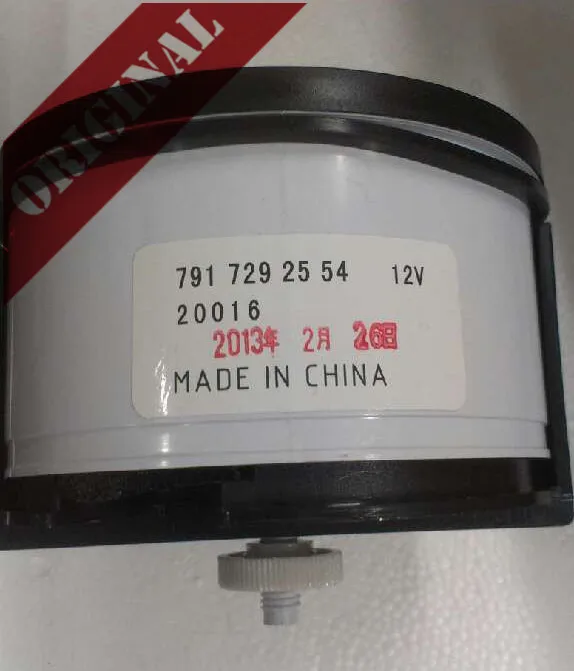 ORIGINAL
791 729 25 54 12V
20016
2013年 2月 26日
MADE IN CHINA